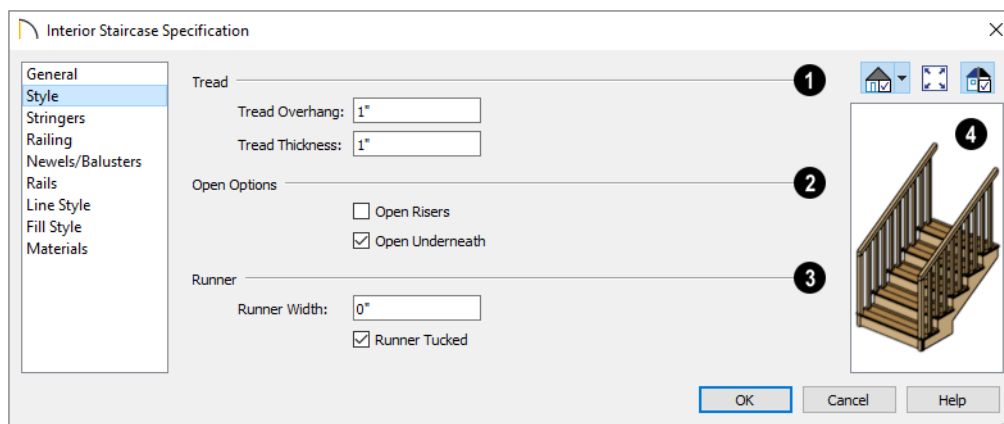 Interior Staircase Specification
General
Style
Stringers
Railing
Newels/Balusters
Rails
Line Style
Fill Style
Materials
Tread
1
Tread Overhang: 1"
Tread Thickness: 1"
Open Options
2
Open Risers
Open Underneath
Runner
3
Runner Width: 0"
Runner Tucked
4
OK Cancel Help